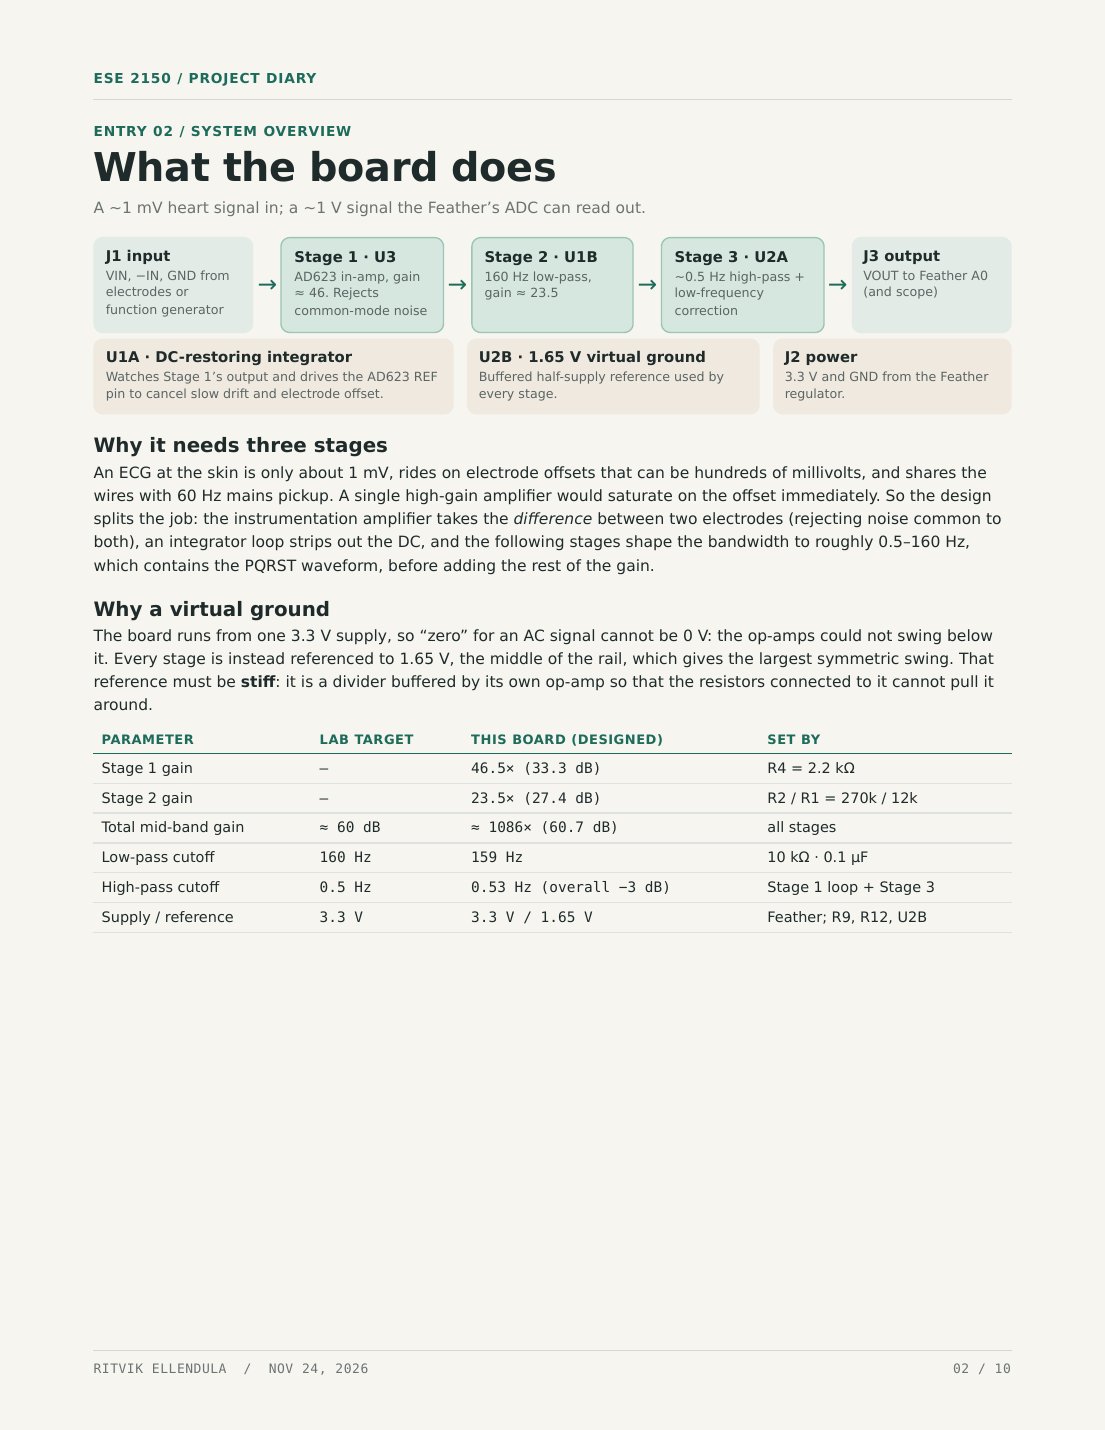 ESE 2150 / PROJECT DIARY
ENTRY 02 / SYSTEM OVERVIEW
What the board does
A ~1 mV heart signal in; a ~1 V signal the Feather’s ADC can read out.
J1 input
VIN, −IN, GND from
electrodes or
function generator
→
Stage 1 · U3
AD623 in-amp, gain
≈ 46. Rejects
common-mode noise
→
Stage 2 · U1B
160 Hz low-pass,
gain ≈ 23.5
→
Stage 3 · U2A
~0.5 Hz high-pass +
low-frequency
correction
→
J3 output
VOUT to Feather A0
(and scope)
U1A · DC-restoring integrator
Watches Stage 1’s output and drives the AD623 REF
pin to cancel slow drift and electrode offset.
U2B · 1.65 V virtual ground
Buffered half-supply reference used by
every stage.
J2 power
3.3 V and GND from the Feather
regulator.
Why it needs three stages
An ECG at the skin is only about 1 mV, rides on electrode offsets that can be hundreds of millivolts, and shares the
wires with 60 Hz mains pickup. A single high-gain amplifier would saturate on the offset immediately. So the design
splits the job: the instrumentation amplifier takes the difference between two electrodes (rejecting noise common to
both), an integrator loop strips out the DC, and the following stages shape the bandwidth to roughly 0.5–160 Hz,
which contains the PQRST waveform, before adding the rest of the gain.
Why a virtual ground
The board runs from one 3.3 V supply, so “zero” for an AC signal cannot be 0 V: the op-amps could not swing below
it. Every stage is instead referenced to 1.65 V, the middle of the rail, which gives the largest symmetric swing. That
reference must be stiff: it is a divider buffered by its own op-amp so that the resistors connected to it cannot pull it
around.
PARAMETER LAB TARGET THIS BOARD (DESIGNED) SET BY
Stage 1 gain — 46.5× (33.3 dB) R4 = 2.2 kΩ
Stage 2 gain — 23.5× (27.4 dB) R2 / R1 = 270k / 12k
Total mid-band gain ≈ 60 dB ≈ 1086× (60.7 dB) all stages
Low-pass cutoff 160 Hz 159 Hz 10 kΩ · 0.1 µF
High-pass cutoff 0.5 Hz 0.53 Hz (overall −3 dB) Stage 1 loop + Stage 3
Supply / reference 3.3 V 3.3 V / 1.65 V Feather; R9, R12, U2B
RITVIK ELLENDULA / NOV 24, 2026 02 / 10